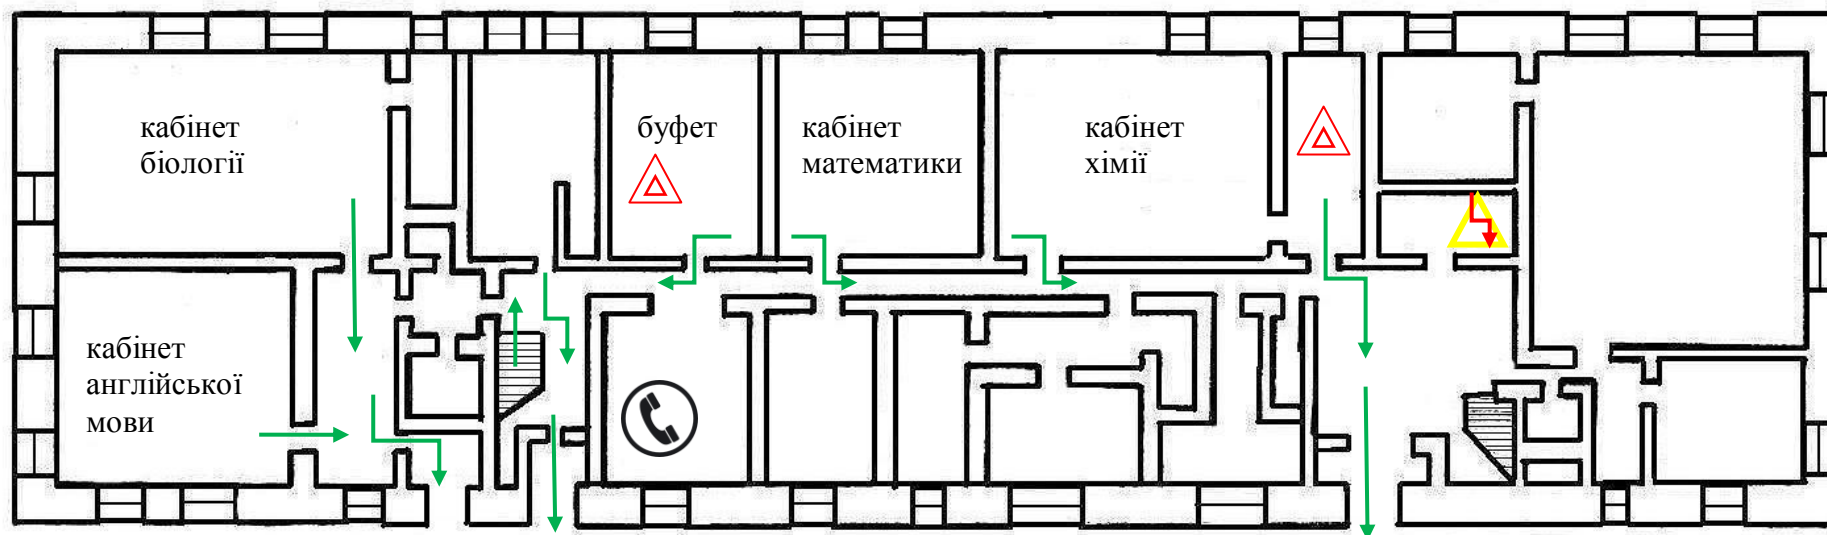 кабінет
біології
буфет
кабінет
математики
кабінет
хімії
кабінет
англійської
мови